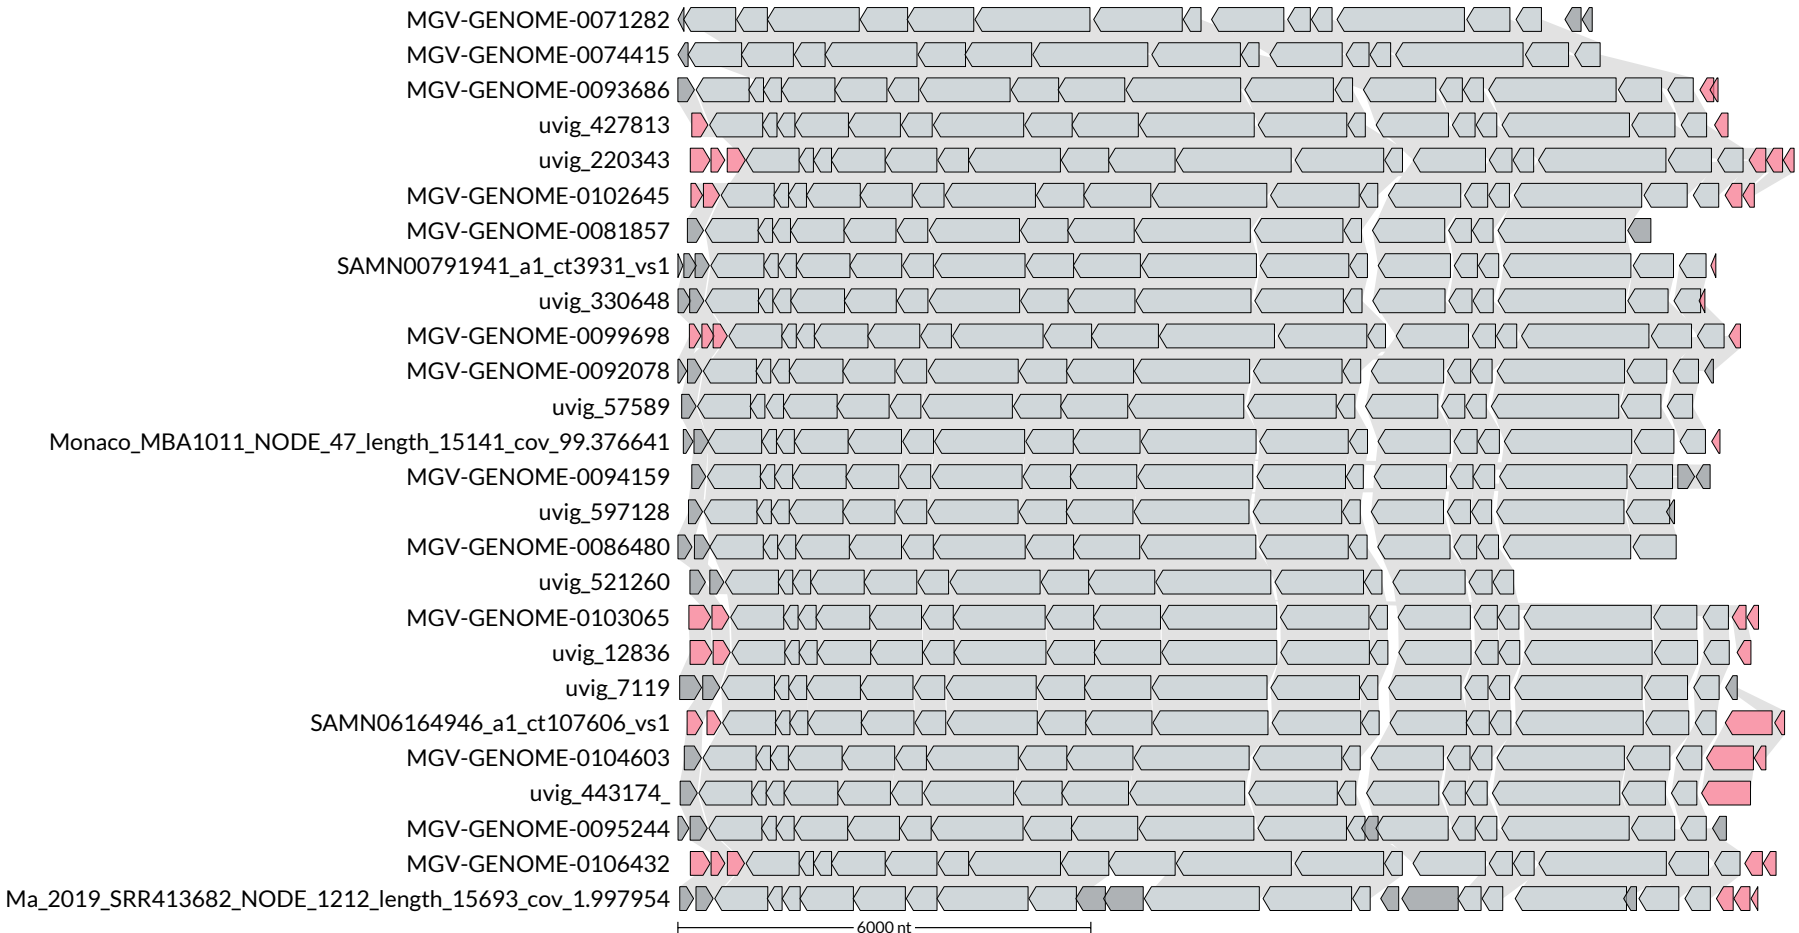 MGV-GENOME-0071282
MGV-GENOME-0074415
MGV-GENOME-0093686
uvig_427813
uvig_220343
MGV-GENOME-0102645
MGV-GENOME-0081857
SAMN00791941_a1_ct3931_vs1
uvig_330648
MGV-GENOME-0099698
MGV-GENOME-0092078
uvig_57589
Monaco_MBA1011_NODE_47_length_15141_cov_99.376641
MGV-GENOME-0094159
uvig_597128
MGV-GENOME-0086480
uvig_521260
MGV-GENOME-0103065
uvig_12836
uvig_7119
SAMN06164946_a1_ct107606_vs1
MGV-GENOME-0104603
uvig_443174_
MGV-GENOME-0095244
MGV-GENOME-0106432
Ma_2019_SRR413682_NODE_1212_length_15693_cov_1.997954
6000 nt